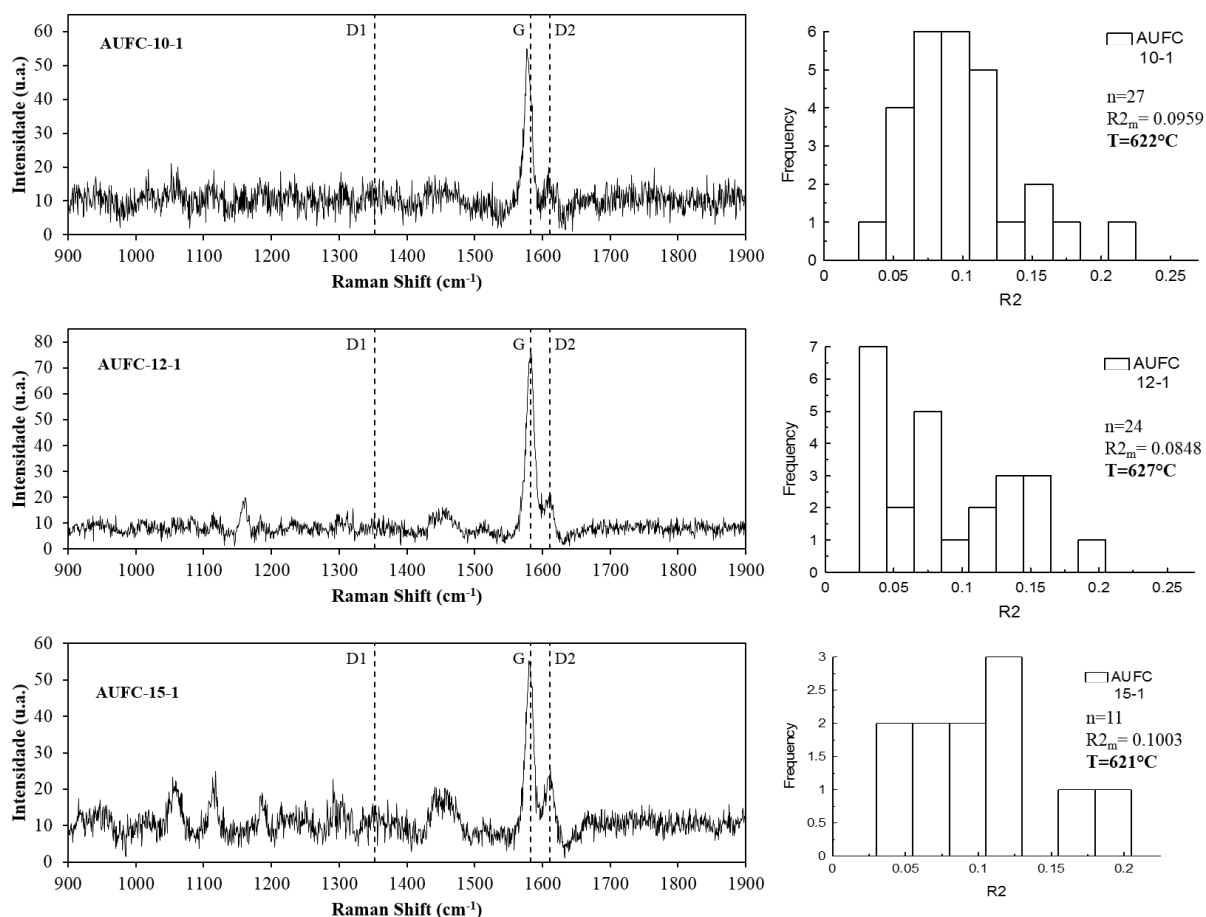 AUFC-10-1
D1
G
D2
Intensidade (u.a.)
60
50
40
30
20
10
0
900 1000 1100 1200 1300 1400 1500 1600 1700 1800 1900
Raman Shift (cm⁻¹)
AUFC
10-1
n=27
R2ₘ= 0.0959
T=622°C
Frequency
6
5
4
3
2
1
0
0 0.05 0.1 0.15 0.2 0.25
R2
AUFC-12-1
D1
G
D2
Intensidade (u.a.)
80
70
60
50
40
30
20
10
0
900 1000 1100 1200 1300 1400 1500 1600 1700 1800 1900
Raman Shift (cm⁻¹)
AUFC
12-1
n=24
R2ₘ= 0.0848
T=627°C
Frequency
7
6
5
4
3
2
1
0
0 0.05 0.1 0.15 0.2 0.25
R2
AUFC-15-1
D1
G
D2
Intensidade (u.a.)
60
50
40
30
20
10
0
900 1000 1100 1200 1300 1400 1500 1600 1700 1800 1900
Raman Shift (cm⁻¹)
AUFC
15-1
n=11
R2ₘ= 0.1003
T=621°C
Frequency
3
2.5
2
1.5
1
0.5
0
0 0.05 0.1 0.15 0.2
R2